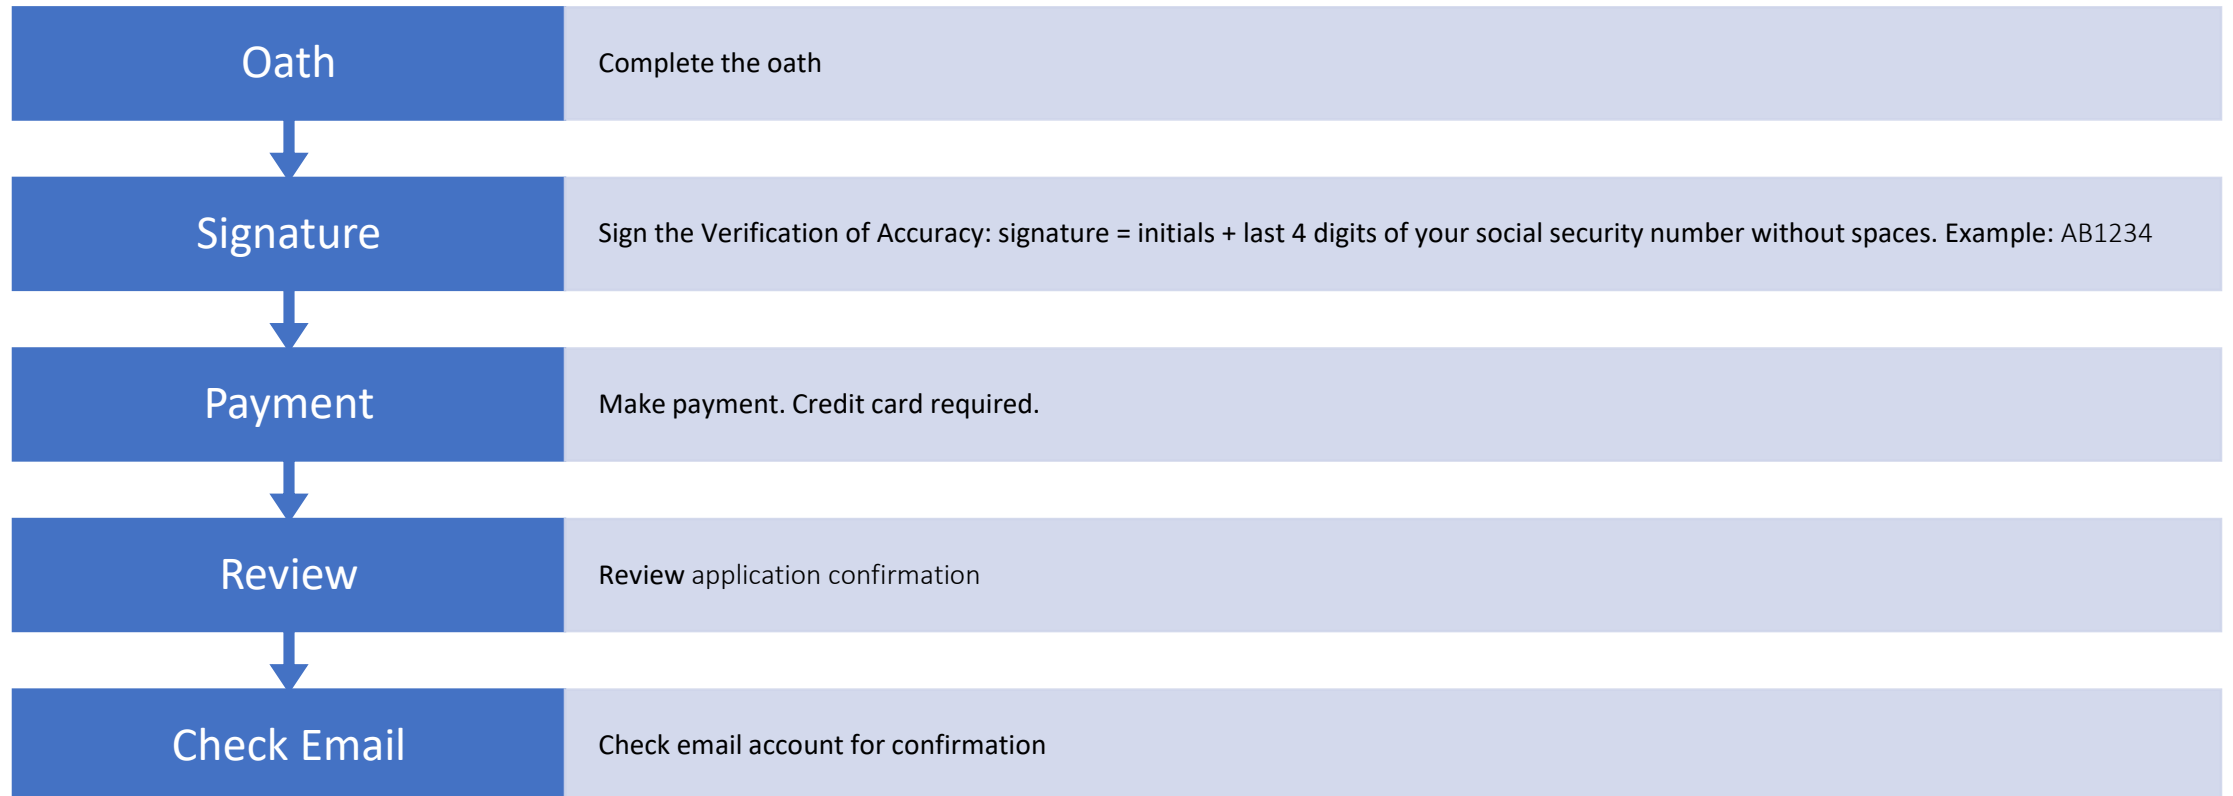 Oath
Complete the oath
Signature
Sign the Verification of Accuracy: signature = initials + last 4 digits of your social security number without spaces. Example: AB1234
Payment
Make payment. Credit card required.
Review
Review application confirmation
Check Email
Check email account for confirmation